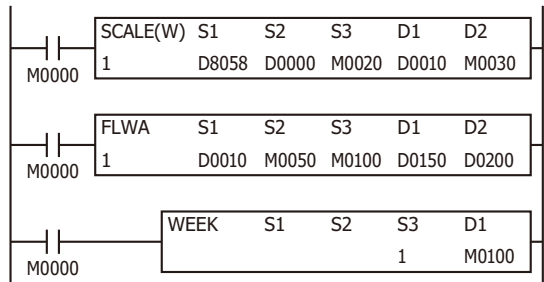 SCALE(W) S1 S2 S3 D1 D2
1 D8058 D0000 M0020 D0010 M0030
M0000
FLWA S1 S2 S3 D1 D2
1 D0010 M0050 M0100 D0150 D0200
M0000
WEEK S1 S2 S3 D1
1 M0100
M0000